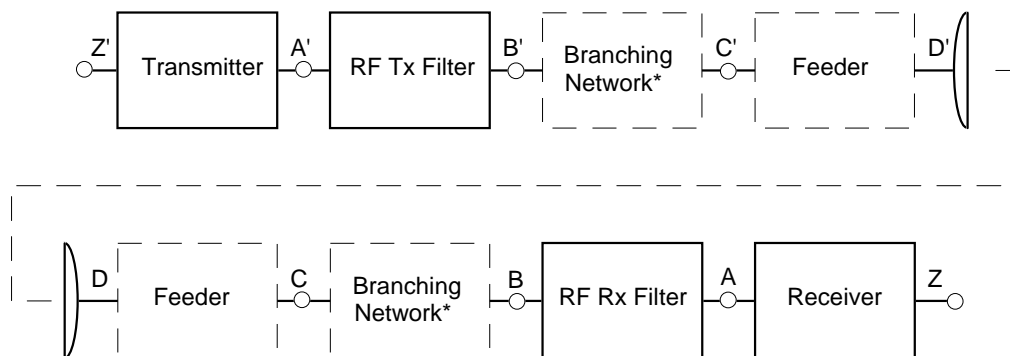 Z'
Transmitter
A'
RF Tx Filter
B'
Branching
Network*
C'
Feeder
D'
D
Feeder
C
Branching
Network*
B
RF Rx Filter
A
Receiver
Z